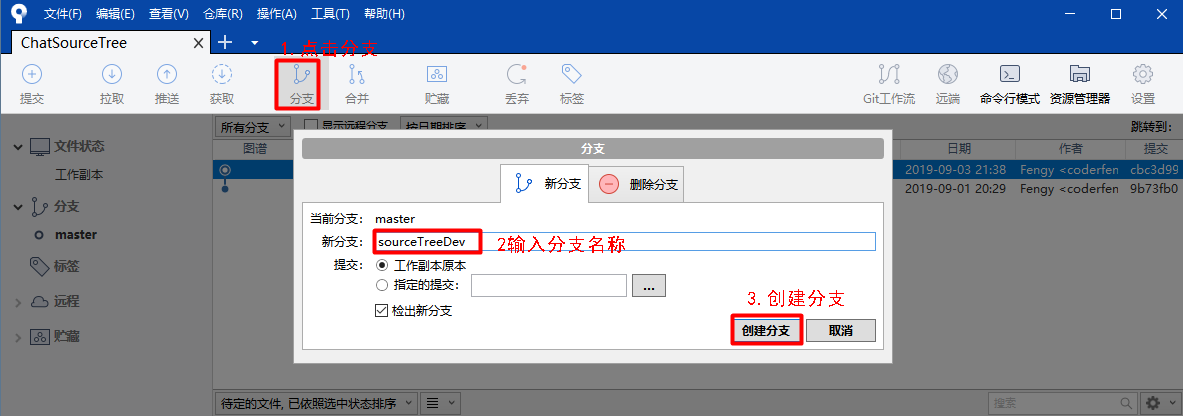 文件(F) 编辑(E) 查看(V) 仓库(R) 操作(A) 工具(T) 帮助(H)
ChatSourceTree
1. 点击分支
提交 拉取 推送 获取 分支 合并 贮藏 丢弃 标签 Git工作流 远端 命令行模式 资源管理器 设置
所有分支 显示远程分支 按日期排序 跳转到:
文件状态
图谱 日期 作者 提交
分支
2019-09-03 21:38 Fengy <coderfen cbc3d99
工作副本
新分支 删除分支
2019-09-01 20:29 Fengy <coderfen 9b73fb0
分支
当前分支: master
master
新分支: sourceTreeDev 2输入分支名称
标签
提交: 工作副本原本
指定的提交: ...
远程
检出新分支
3. 创建分支
贮藏
创建分支 取消
待定的文件, 已依照选中状态排序 搜索